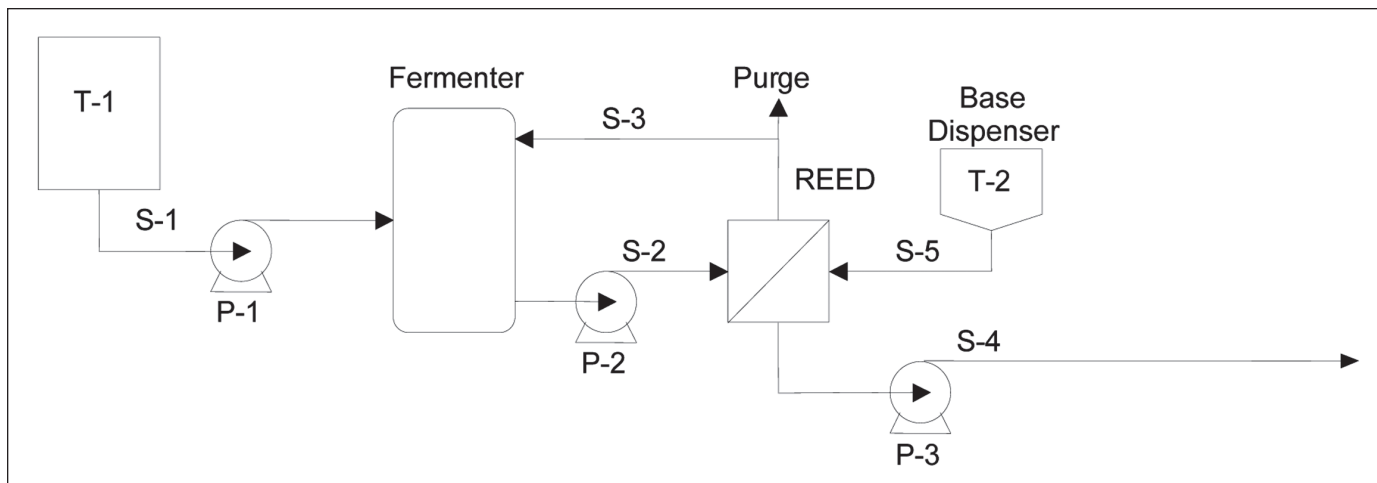 T-1
S-1
P-1
Fermenter
S-3
Purge
REED
Base
Dispenser
T-2
S-2
S-5
P-2
S-4
P-3